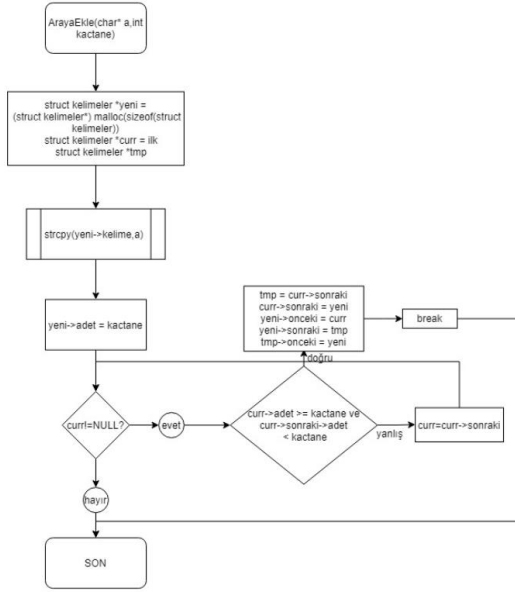 ArayaEkle(char* a,int
kactane)
struct kelimeler *yeni =
(struct kelimeler*) malloc(sizeof(struct
kelimeler))
struct kelimeler *curr = ilk
struct kelimeler *tmp
strcpy(yeni->kelime,a)
yeni->adet = kactane
tmp = curr->sonraki
curr->sonraki = yeni
yeni->onceki = curr
yeni->sonraki = tmp
tmp->onceki = yeni
break
doğru
curr!=NULL?
evet
curr->adet >= kactane ve
curr->sonraki->adet
< kactane
yanlış
curr=curr->sonraki
hayır
SON